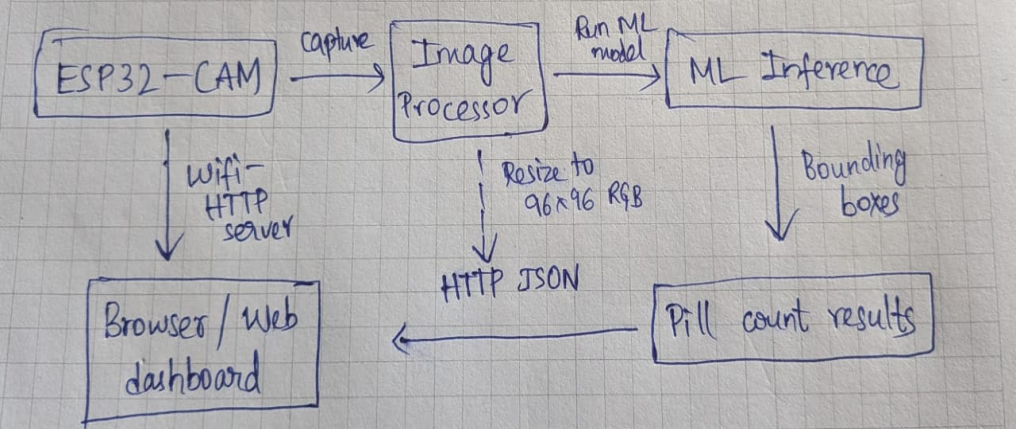 ESP32-CAM
capture
Image
Processor
Run ML
model
ML Inference
Wifi-
HTTP
server
Resize to
96x96 RGB
Bounding
boxes
HTTP JSON
Browser/Web
dashboard
Pill count results